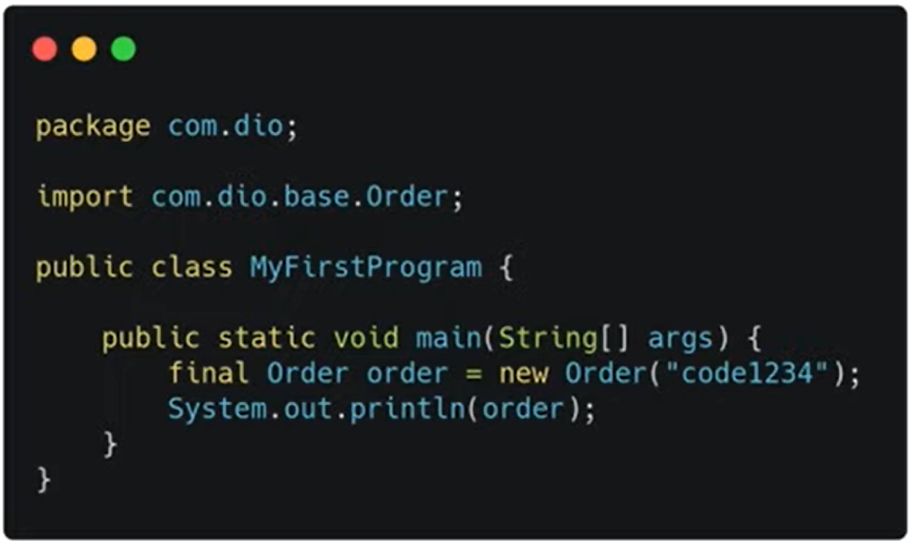 package com.dio;
import com.dio.base.Order;
public class MyFirstProgram {
public static void main(String[] args) {
final Order order = new Order("code1234");
System.out.println(order);
}
}